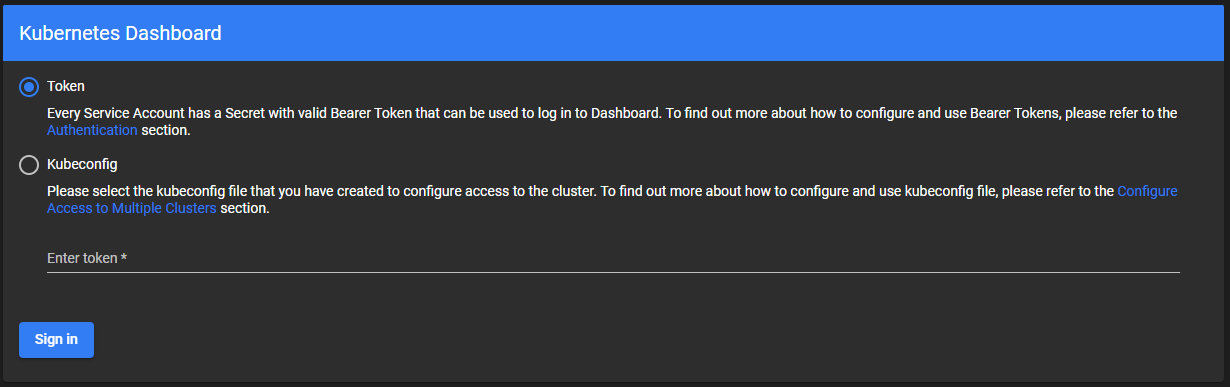 Kubernetes Dashboard
Token
Every Service Account has a Secret with valid Bearer Token that can be used to log in to Dashboard. To find out more about how to configure and use Bearer Tokens, please refer to the
Authentication section.
Kubeconfig
Please select the kubeconfig file that you have created to configure access to the cluster. To find out more about how to configure and use kubeconfig file, please refer to the Configure
Access to Multiple Clusters section.
Enter token *
Sign in